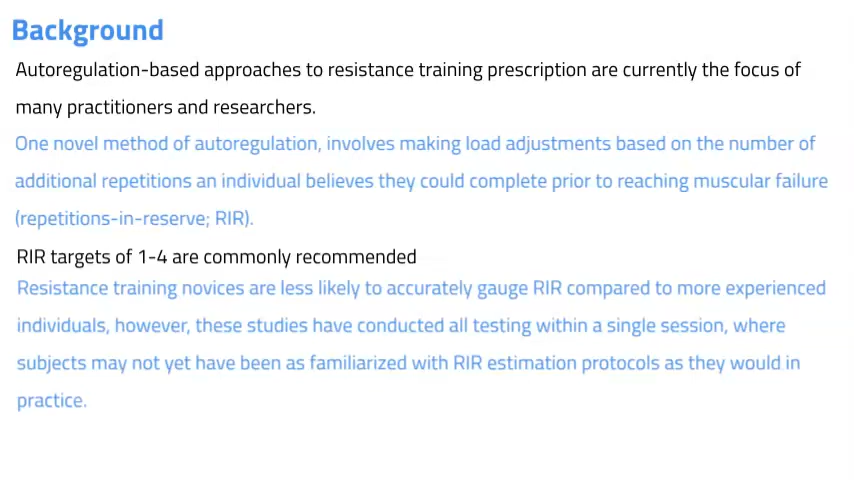 Background
Autoregulation-based approaches to resistance training prescription are currently the focus of
many practitioners and researchers.
One novel method of autoregulation, involves making load adjustments based on the number of
additional repetitions an individual believes they could complete prior to reaching muscular failure
(repetitions-in-reserve; RIR).
RIR targets of 1-4 are commonly recommended
Resistance training novices are less likely to accurately gauge RIR compared to more experienced
individuals, however, these studies have conducted all testing within a single session, where
subjects may not yet have been as familiarized with RIR estimation protocols as they would in
practice.